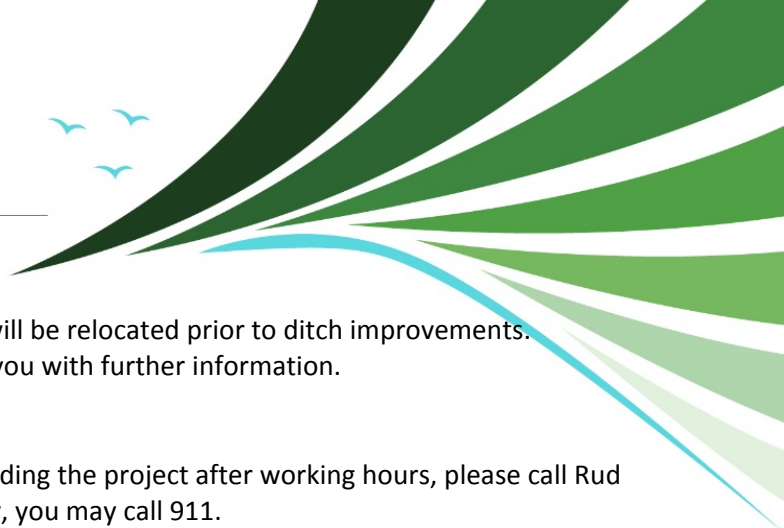 will be relocated prior to ditch improvements.
you with further information.
ding the project after working hours, please call Rud
, you may call 911.